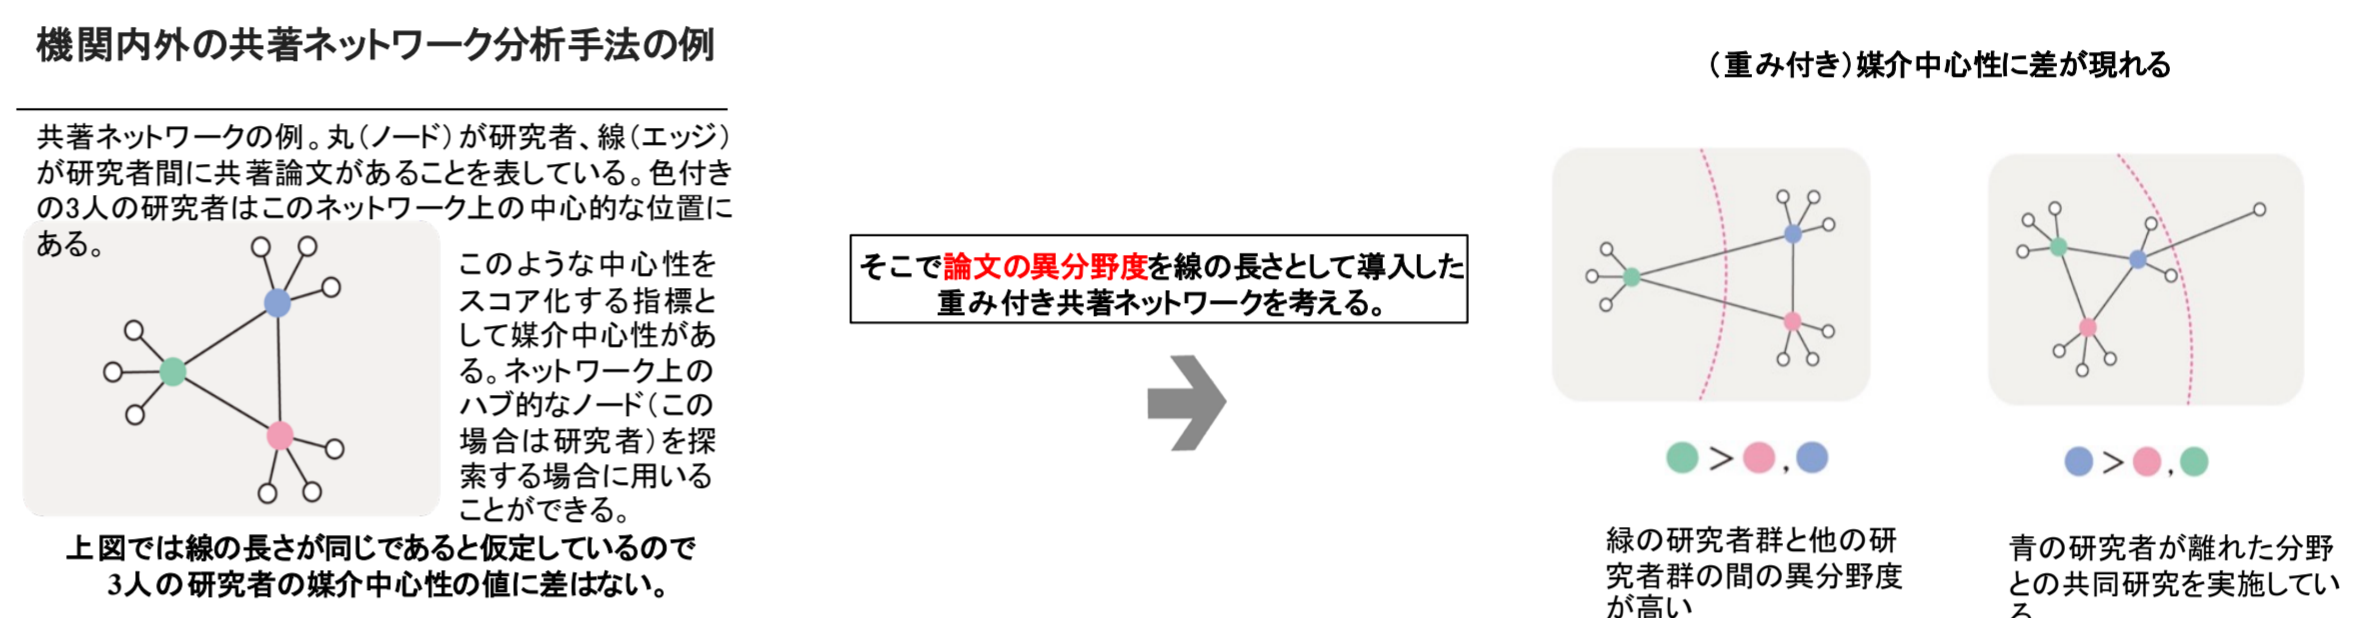 機関内外の共著ネットワーク分析手法の例
共著ネットワークの例。丸（ノード）が研究者、線（エッジ）
が研究者間に共著論文があることを表している。色付き
の3人の研究者はこのネットワーク上の中心的な位置に
ある。
このような中心性を
スコア化する指標と
して媒介中心性があ
る。ネットワーク上の
ハブ的なノード（この
場合は研究者）を探
索する場合に用いる
ことができる。
上図では線の長さが同じであると仮定しているので
3人の研究者の媒介中心性の値に差はない。
そこで論文の異分野度を線の長さとして導入した
重み付き共著ネットワークを考える。
（重み付き）媒介中心性に差が現れる
> ,
緑の研究者群と他の研
究者群の間の異分野度
が高い
> ,
青の研究者が離れた分野
との共同研究を実施してい
る